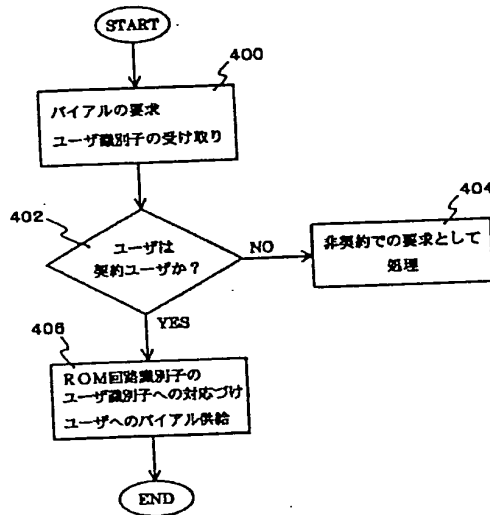 START
400
バイアルの要求
ユーザ識別子の受け取り
402
ユーザは
契約ユーザか？
NO
404
非契約での要求として
処理
YES
406
ROM回路識別子の
ユーザ識別子への対応づけ
ユーザへのバイアル供給
END